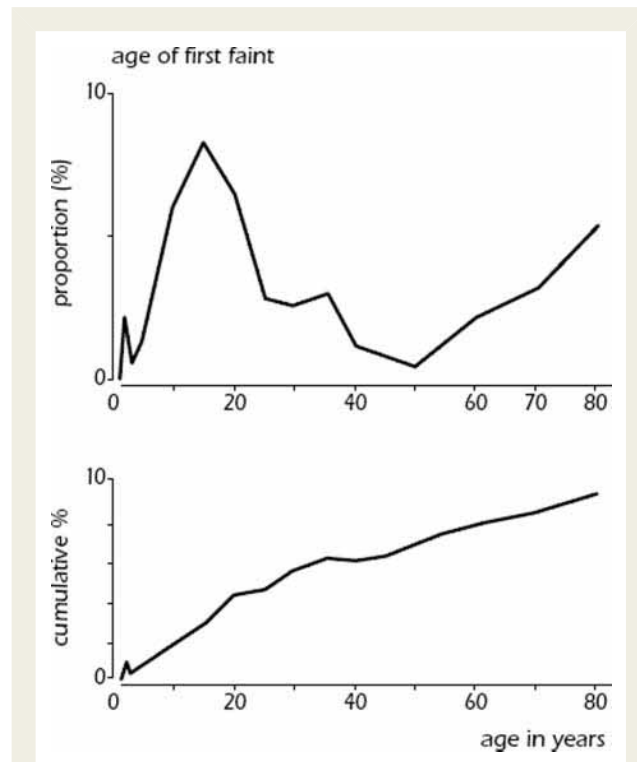 age of first faint
10
proportion (%)
0
0 20 40 60 70 80
10
cumulative %
0
0 20 40 60 80
age in years